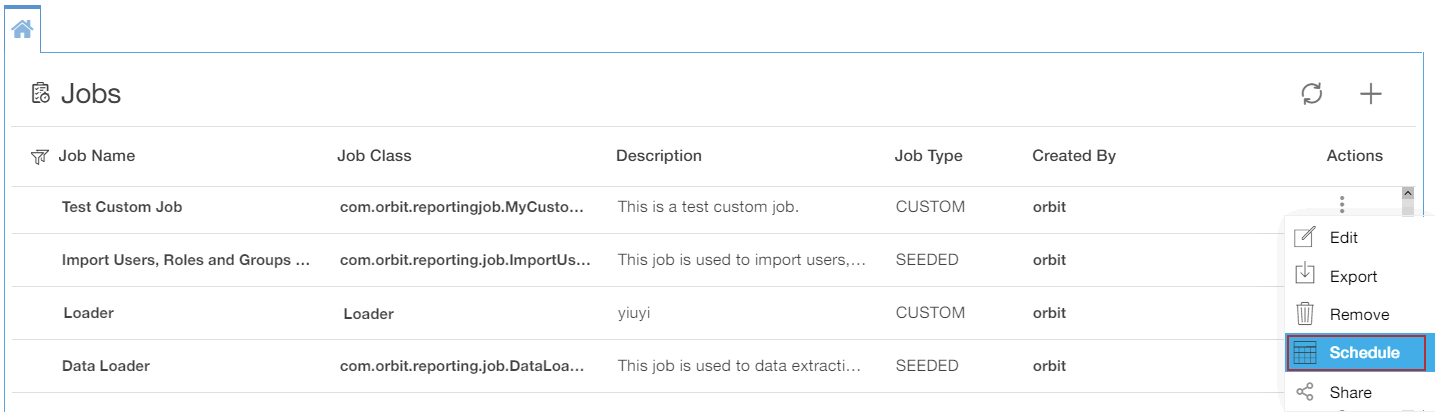 Jobs
Job Name Job Class Description Job Type Created By Actions
Test Custom Job com.orbit.reportingjob.MyCusto... This is a test custom job. CUSTOM orbit
Edit
Import Users, Roles and Groups ... com.orbit.reporting.job.ImportUs... This job is used to import users,... SEEDED orbit
Export
Loader Loader yiuyi CUSTOM orbit
Remove
Schedule
Data Loader com.orbit.reporting.job.DataLoa... This job is used to data extracti... SEEDED orbit
Share